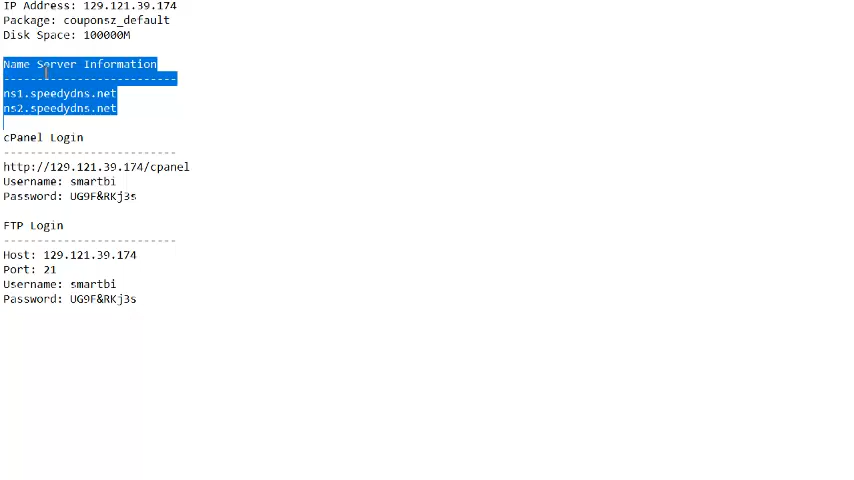 IP Address: 129.121.39.174
Package: couponsz_default
Disk Space: 100000M
Name Server Information
--------------------------
ns1.speedydns.net
ns2.speedydns.net
cPanel Login
--------------------------
http://129.121.39.174/cpanel
Username: smartbi
Password: UG9F&RKj3s
FTP Login
--------------------------
Host: 129.121.39.174
Port: 21
Username: smartbi
Password: UG9F&RKj3s